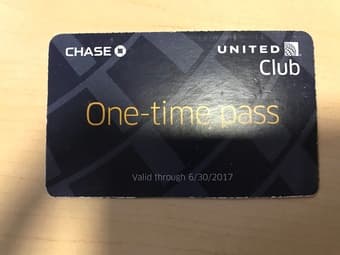 CHASE UNITED
Club
One-time pass
Valid through 6/30/2017